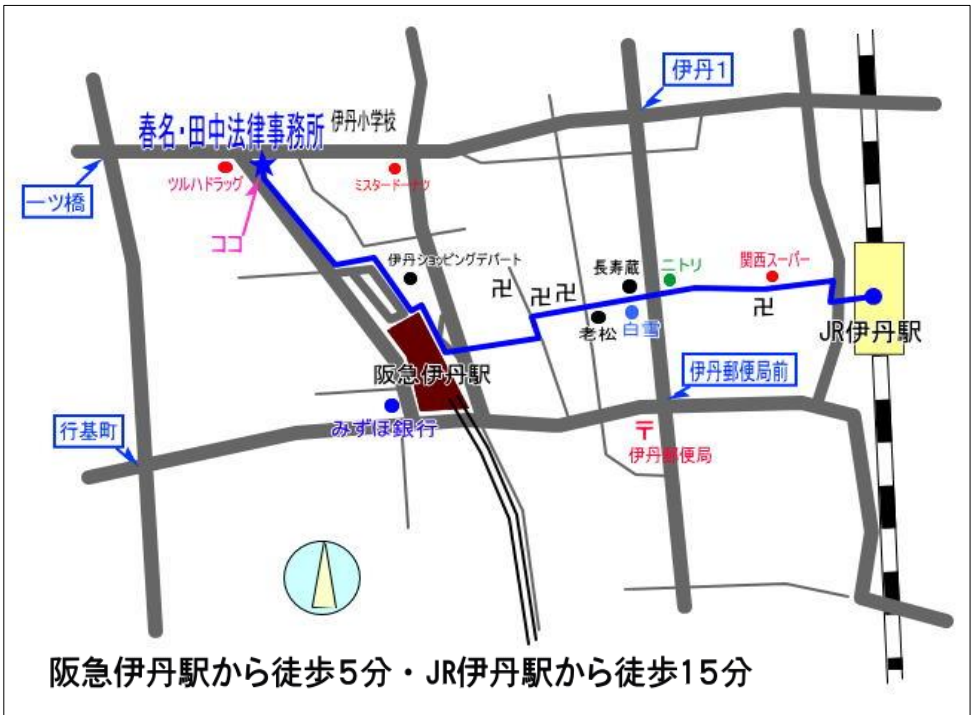 伊丹1
春名・田中法律事務所
伊丹小学校
ツルハドラッグ
ミスタードーナツ
一ツ橋
ココ
伊丹ショッピングデパート
卍
卍
卍
長寿蔵
ニトリ
関西スーパー
卍
老松
白雪
JR伊丹駅
阪急伊丹駅
伊丹郵便局前
みずほ銀行
行基町
〒
伊丹郵便局
阪急伊丹駅から徒歩5分・JR伊丹駅から徒歩15分